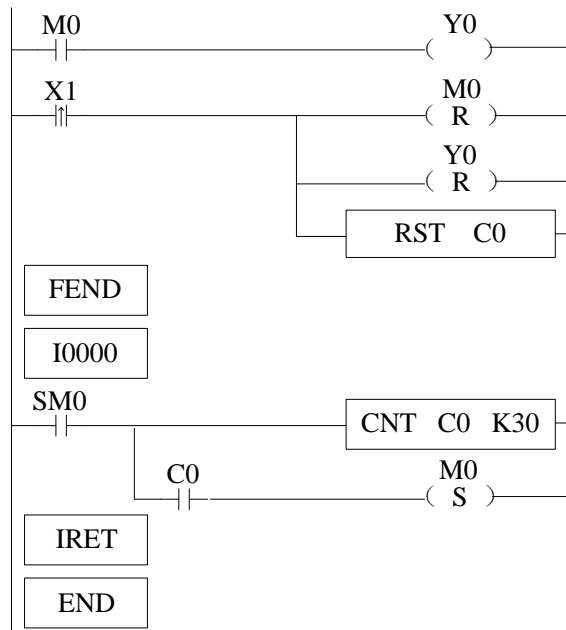 M0 Y0
X1 M0
R
Y0
R
RST C0
FEND
I0000
SM0
CNT C0 K30
C0 M0
S
IRET
END